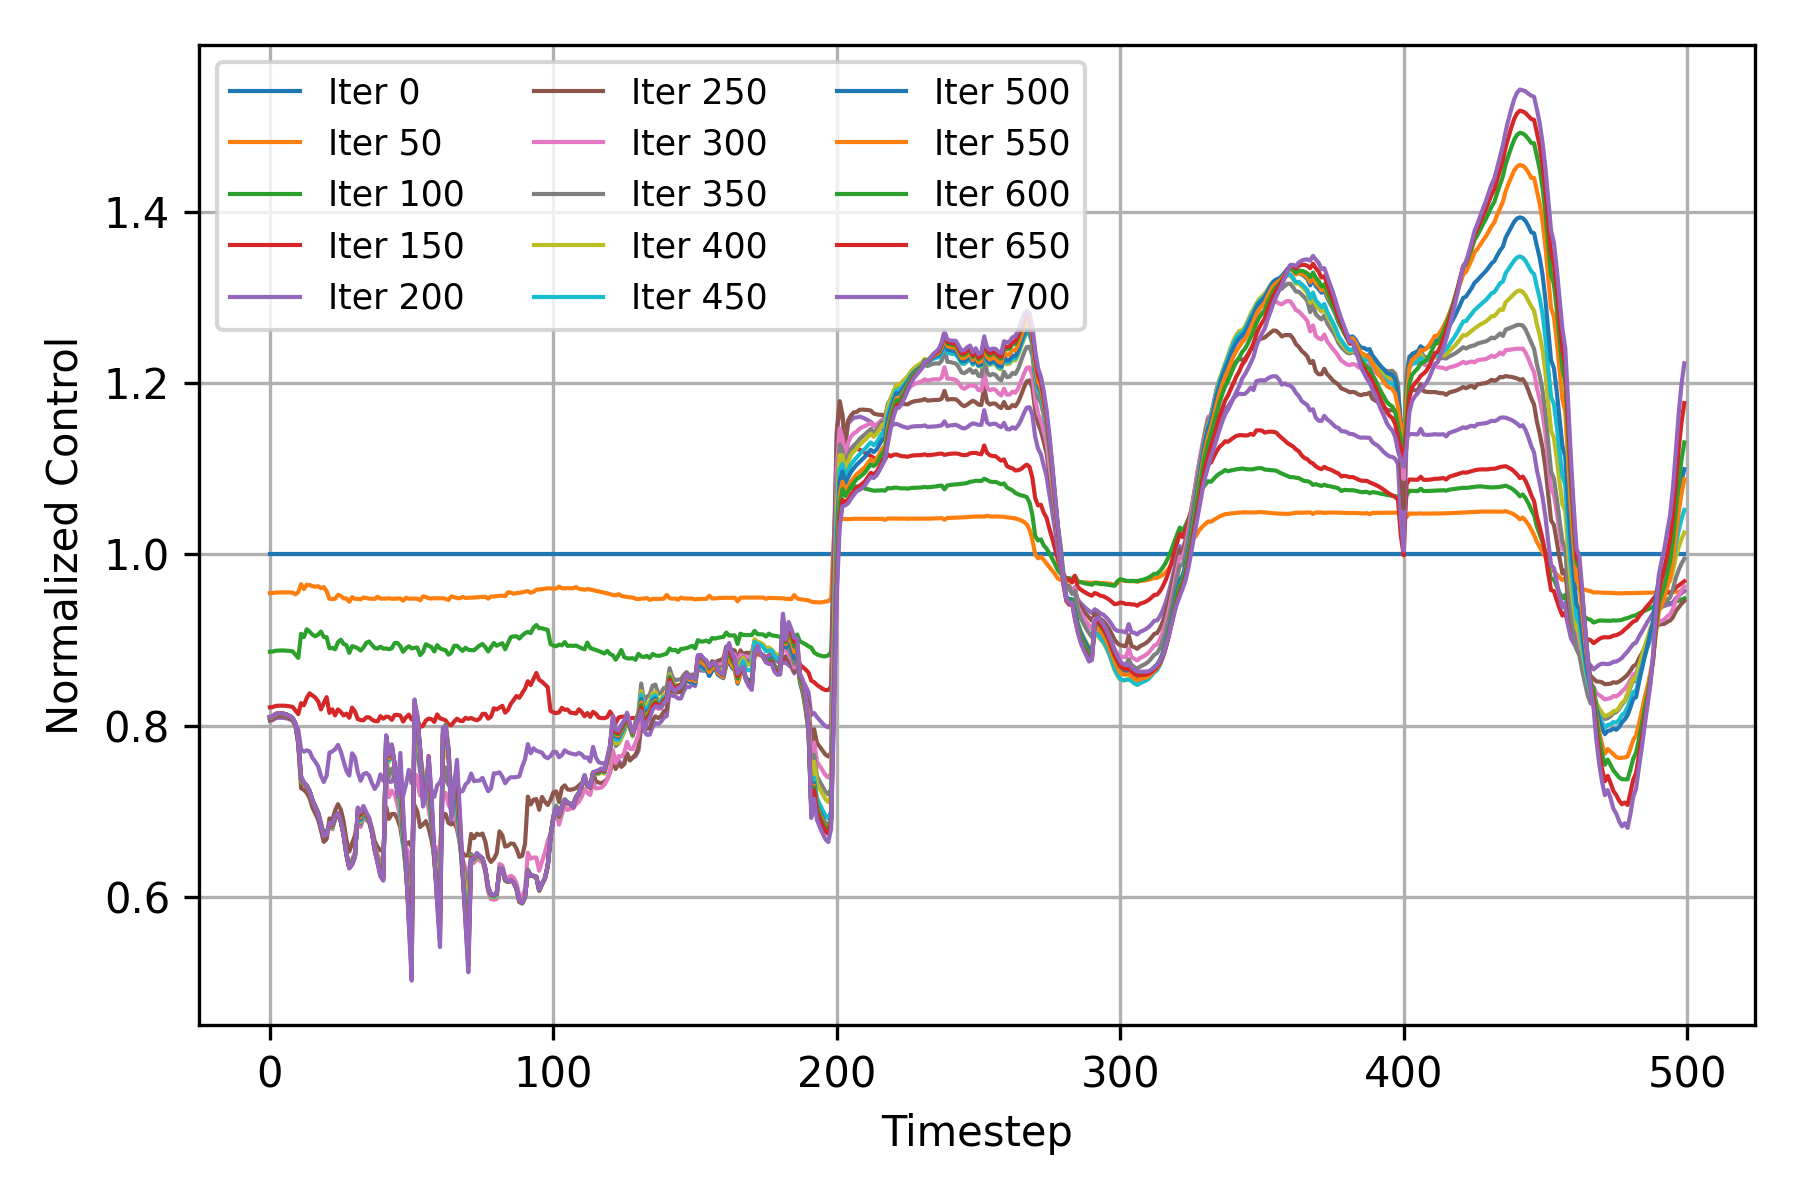 Iter 0
Iter 50
Iter 100
Iter 150
Iter 200
Iter 250
Iter 300
Iter 350
Iter 400
Iter 450
Iter 500
Iter 550
Iter 600
Iter 650
Iter 700
1.4
1.2
1.0
0.8
0.6
Normalized Control
0 100 200 300 400 500
Timestep